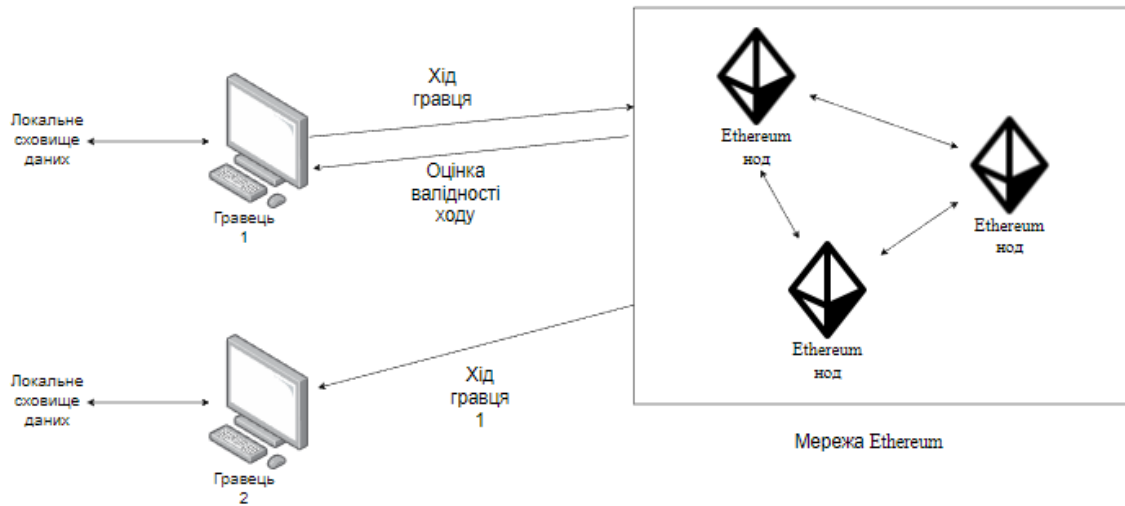 Хід
гравця
Локальне
сховище
даних
Оцінка
валідності
ходу
Гравець
1
Ethereum
нод
Ethereum
нод
Ethereum
нод
Локальне
сховище
даних
Хід
гравця
1
Гравець
2
Мережа Ethereum